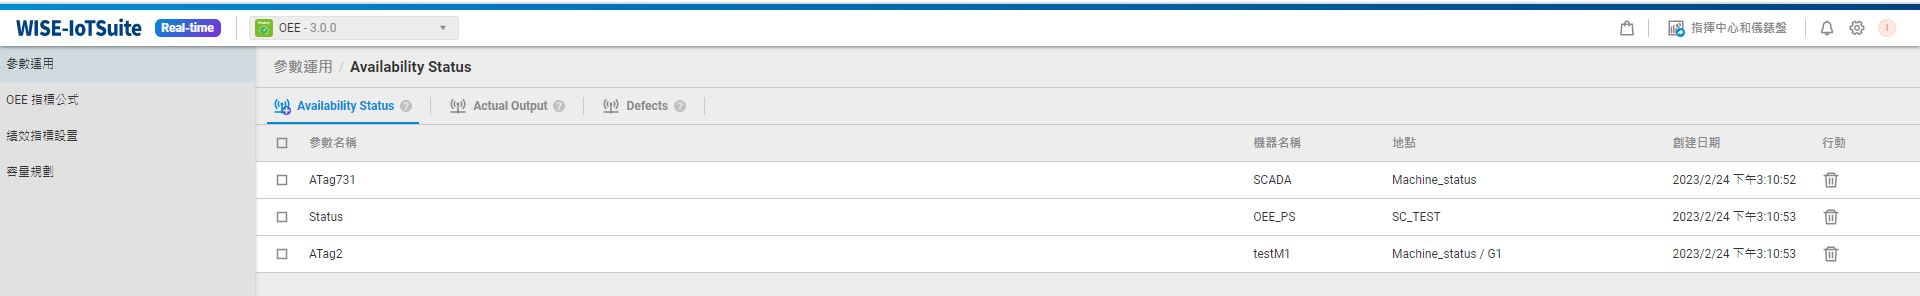 WISE-IoTSuite Real-time OEE - 3.0.0 指揮中心和儀錶盤 I
參數運用
OEE 指標公式
績效指標設置
容量規劃
參數運用 / Availability Status
Availability Status ? Actual Output ? Defects ?
參數名稱 機器名稱 地點 創建日期 行動
ATag731 SCADA Machine_status 2023/2/24 下午3:10:52
Status OEE_PS SC_TEST 2023/2/24 下午3:10:53
ATag2 testM1 Machine_status / G1 2023/2/24 下午3:10:53